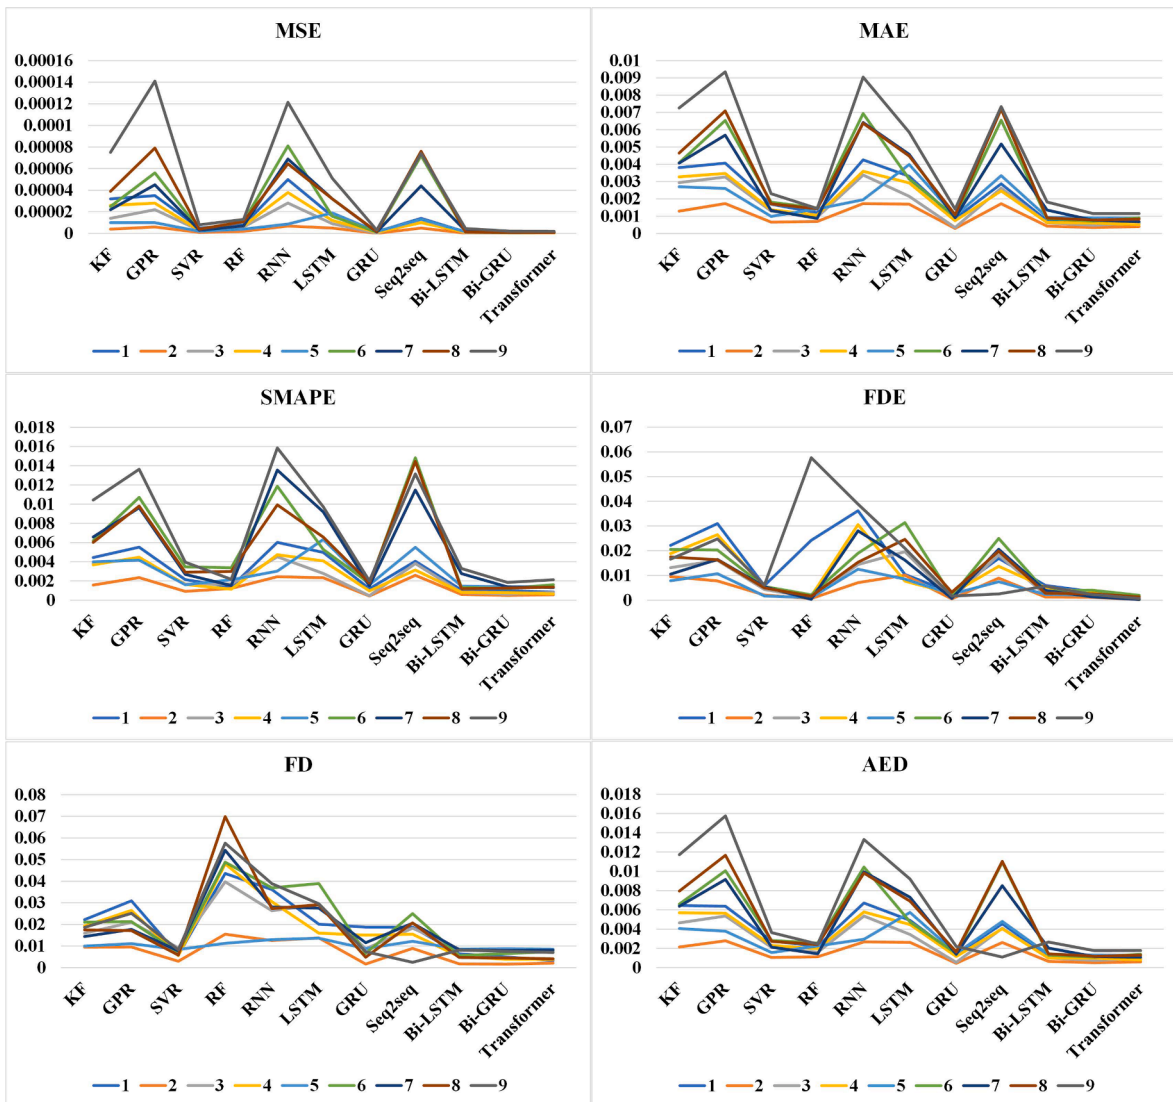 MSE
0.00016
0.00014
0.00012
0.0001
0.00008
0.00006
0.00004
0.00002
0
KF
GPR
SVR
RF
RNN
LSTM
GRU
Seq2seq
Bi-LSTM
Bi-GRU
Transformer
1 2 3 4 5 6 7 8 9
MAE
0.01
0.009
0.008
0.007
0.006
0.005
0.004
0.003
0.002
0.001
0
KF
GPR
SVR
RF
RNN
LSTM
GRU
Seq2seq
Bi-LSTM
Bi-GRU
Transformer
1 2 3 4 5 6 7 8 9
SMAPE
0.018
0.016
0.014
0.012
0.01
0.008
0.006
0.004
0.002
0
KF
GPR
SVR
RF
RNN
LSTM
GRU
Seq2seq
Bi-LSTM
Bi-GRU
Transformer
1 2 3 4 5 6 7 8 9
FDE
0.07
0.06
0.05
0.04
0.03
0.02
0.01
0
KF
GPR
SVR
RF
RNN
LSTM
GRU
Seq2seq
Bi-LSTM
Bi-GRU
Transformer
1 2 3 4 5 6 7 8 9
FD
0.08
0.07
0.06
0.05
0.04
0.03
0.02
0.01
0
KF
GPR
SVR
RF
RNN
LSTM
GRU
Seq2seq
Bi-LSTM
Bi-GRU
Transformer
1 2 3 4 5 6 7 8 9
AED
0.018
0.016
0.014
0.012
0.01
0.008
0.006
0.004
0.002
0
KF
GPR
SVR
RF
RNN
LSTM
GRU
Seq2seq
Bi-LSTM
Bi-GRU
Transformer
1 2 3 4 5 6 7 8 9